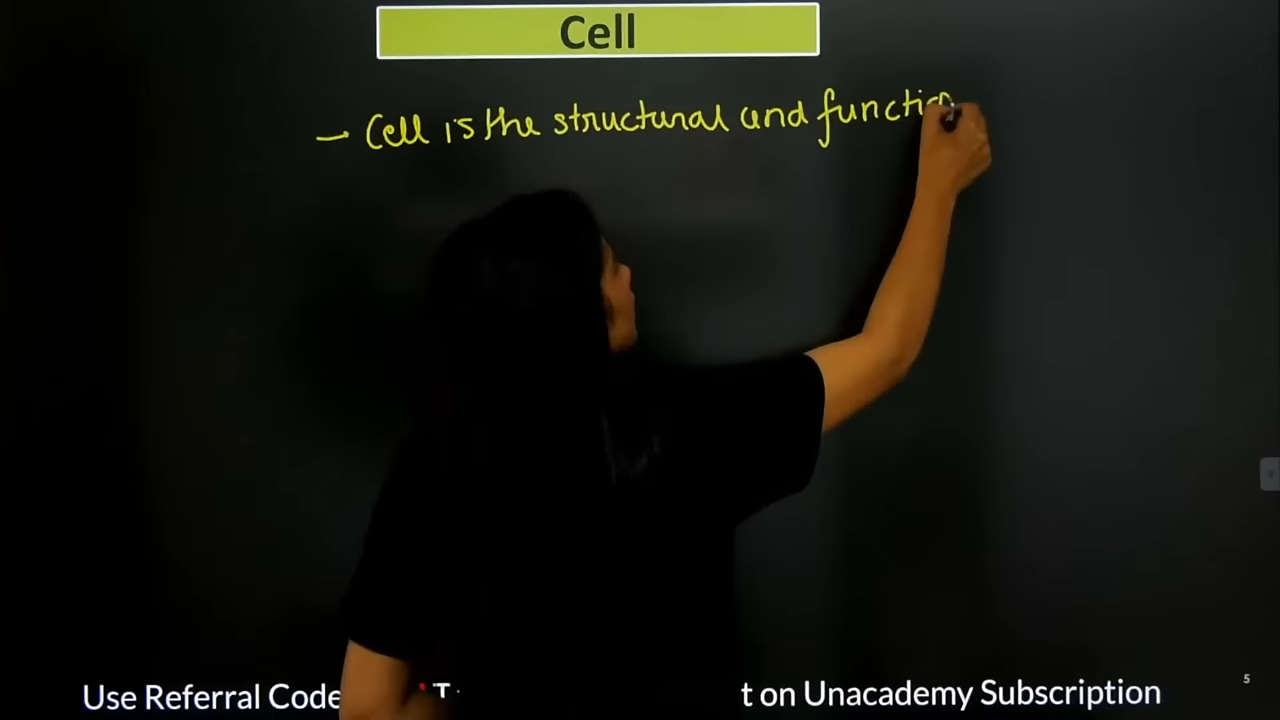 Cell
- Cell is the structural and functio
Use Referral Code T t on Unacademy Subscription
5